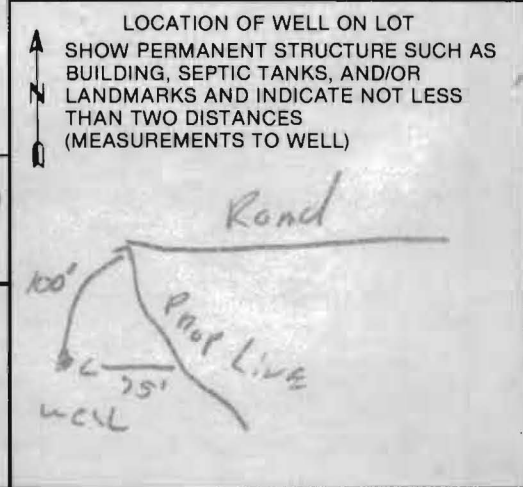 LOCATION OF WELL ON LOT
SHOW PERMANENT STRUCTURE SUCH AS
BUILDING, SEPTIC TANKS, AND/OR
N LANDMARKS AND INDICATE NOT LESS
THAN TWO DISTANCES
(MEASUREMENTS TO WELL)
Road
100'
Prop Line
75'
well